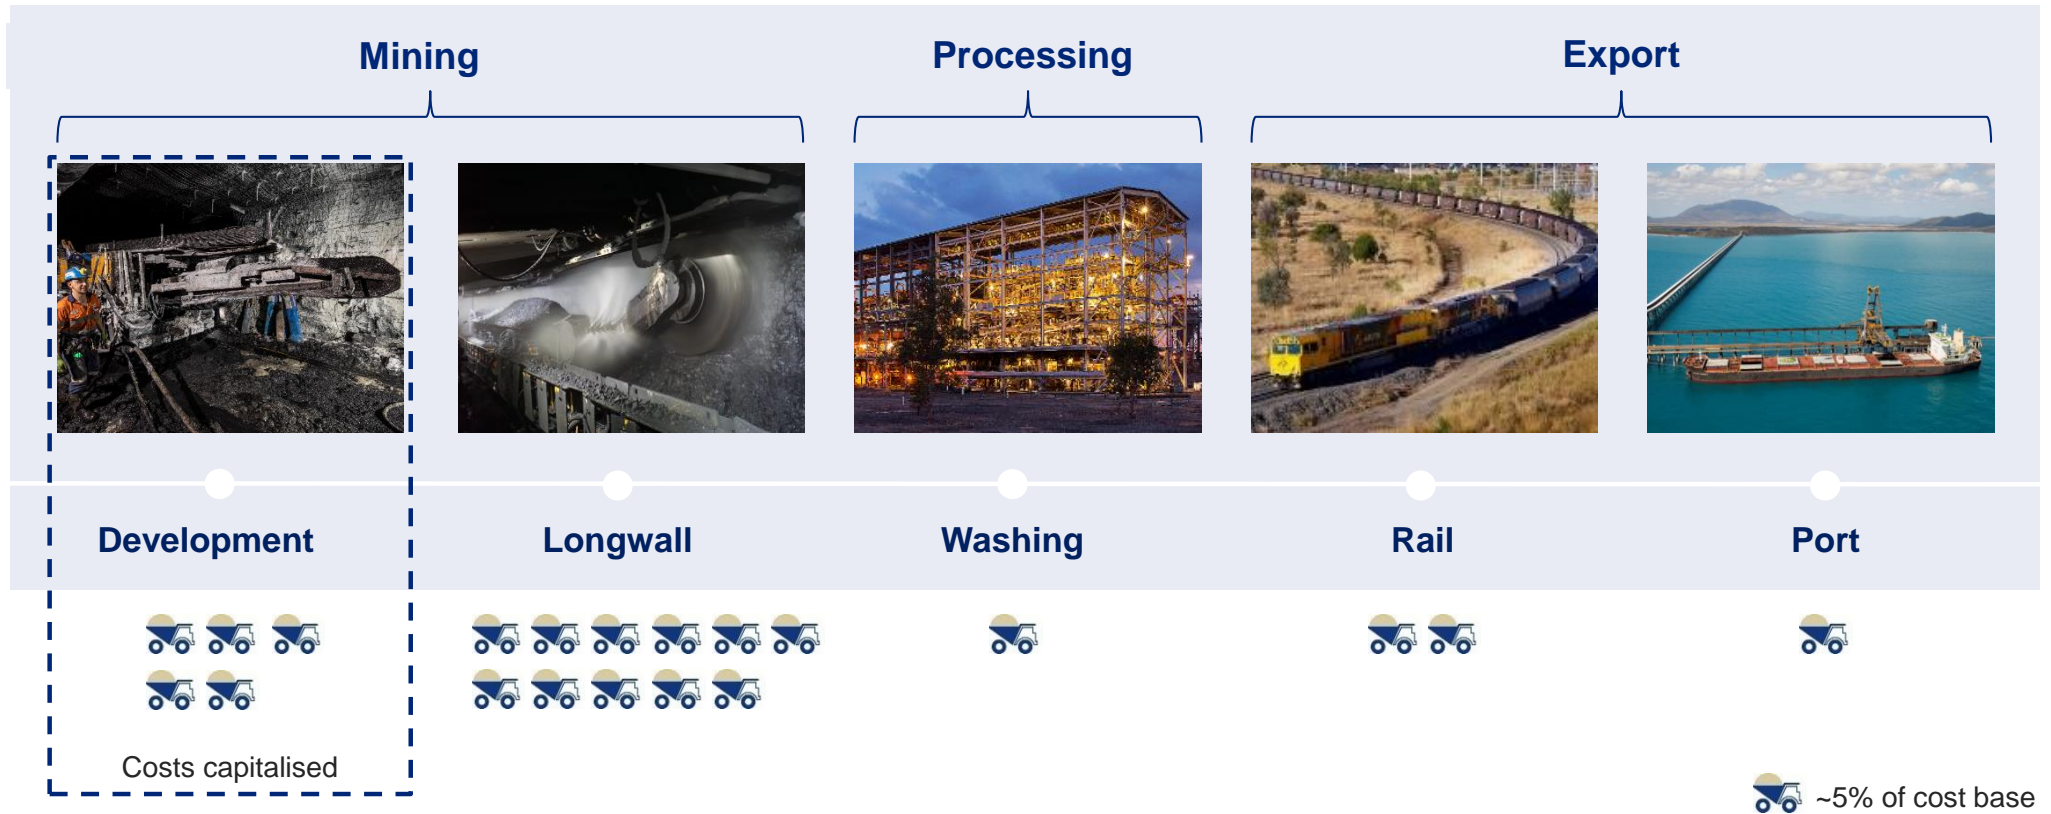 Mining
Processing
Export
Development
Longwall
Washing
Rail
Port
Costs capitalised
~5% of cost base